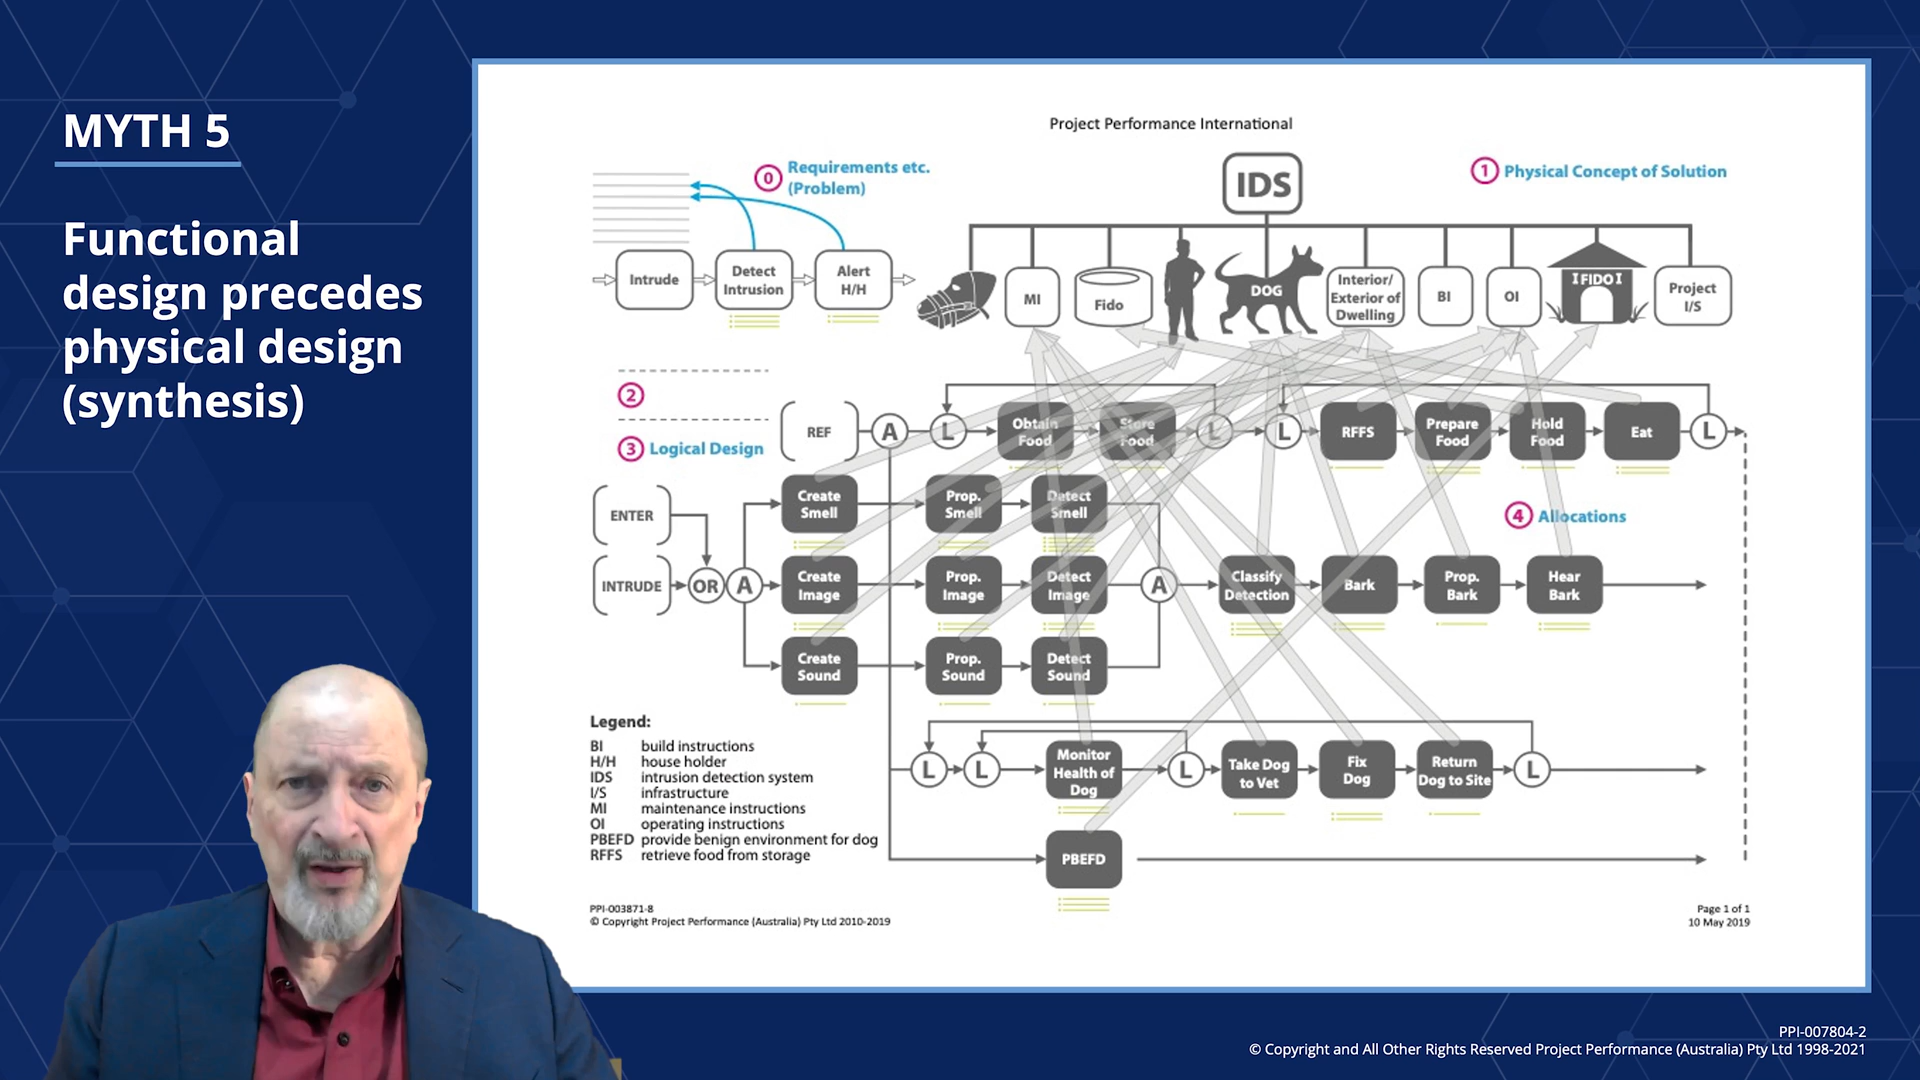 MYTH 5
Functional
design precedes
physical design
(synthesis)
Project Performance International
0 Requirements etc.
(Problem)
1 Physical Concept of Solution
IDS
Intrude
Detect
Intrusion
Alert
H/H
MI
Fido
DOG
Interior/
Exterior of
Dwelling
BI
OI
I FIDO I
Project
I/S
2
3 Logical Design
REF
A
L
Obtain
Food
Store
Food
L
L
RFFS
Prepare
Food
Hold
Food
Eat
L
ENTER
INTRUDE
OR
A
Create
Smell
Prop.
Smell
Detect
Smell
4 Allocations
Create
Image
Prop.
Image
Detect
Image
A
Classify
Detection
Bark
Prop.
Bark
Hear
Bark
Create
Sound
Prop.
Sound
Detect
Sound
L
L
Monitor
Health of
Dog
L
Take Dog
to Vet
Fix
Dog
Return
Dog to Site
L
PBEFD
Legend:
BI build instructions
H/H house holder
IDS intrusion detection system
I/S infrastructure
MI maintenance instructions
OI operating instructions
PBEFD provide benign environment for dog
RFFS retrieve food from storage
PPI-003871-8
© Copyright Project Performance (Australia) Pty Ltd 2010-2019
Page 1 of 1
10 May 2019
PPI-007804-2
© Copyright and All Other Rights Reserved Project Performance (Australia) Pty Ltd 1998-2021